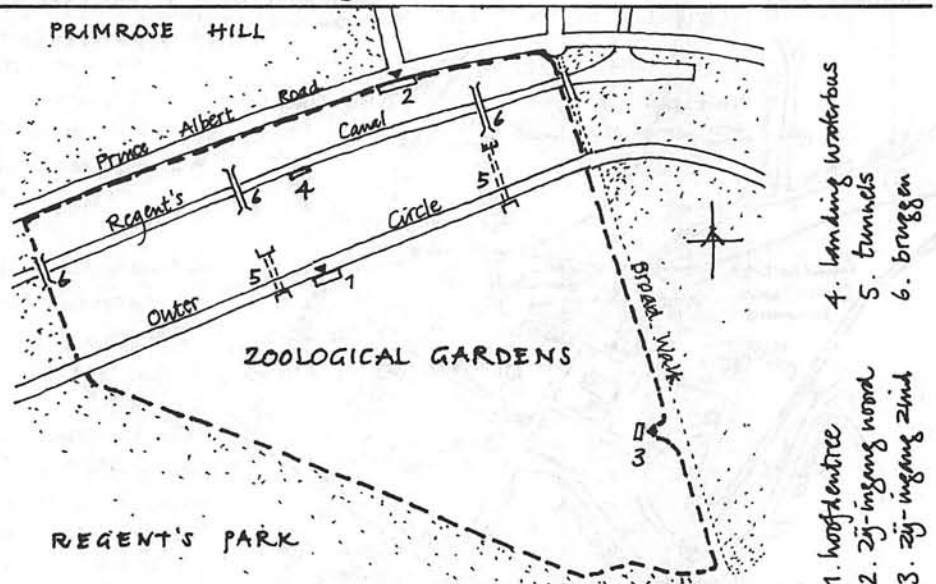 PRIMROSE HILL
Prince Albert Road
2
Canal
6
Regent's
6
4
5
Circle
6
5
1
Outer
Broad Walk
ZOOLOGICAL GARDENS
3
REGENT'S PARK
1. hoofdentree
2. zij-ingang noord
3. zij-ingang zuid
4. landing waterbus
5. tunnels
6. bruggen